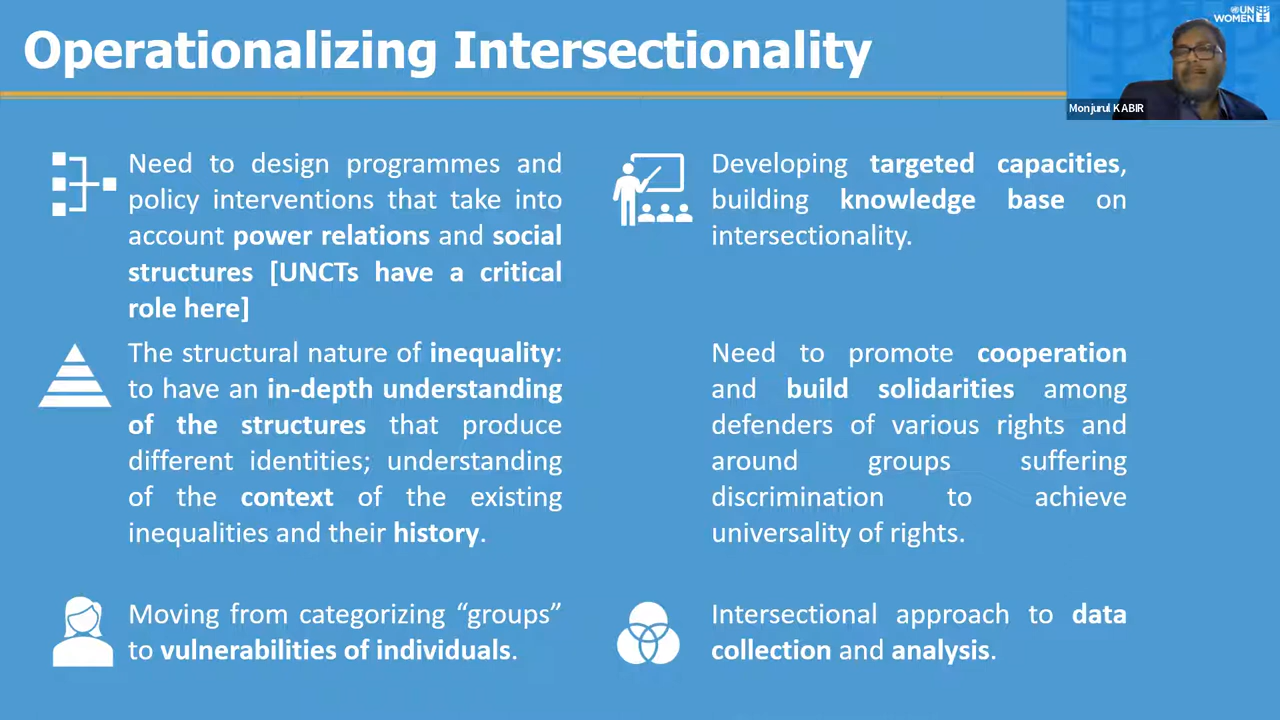 Operationalizing Intersectionality
UN
WOMEN
Monjurul KABIR
Need to design programmes and
policy interventions that take into
account power relations and social
structures [UNCTs have a critical
role here]
The structural nature of inequality:
to have an in-depth understanding
of the structures that produce
different identities; understanding
of the context of the existing
inequalities and their history.
Moving from categorizing “groups”
to vulnerabilities of individuals.
Developing targeted capacities,
building knowledge base on
intersectionality.
Need to promote cooperation
and build solidarities among
defenders of various rights and
around groups suffering
discrimination to achieve
universality of rights.
Intersectional approach to data
collection and analysis.